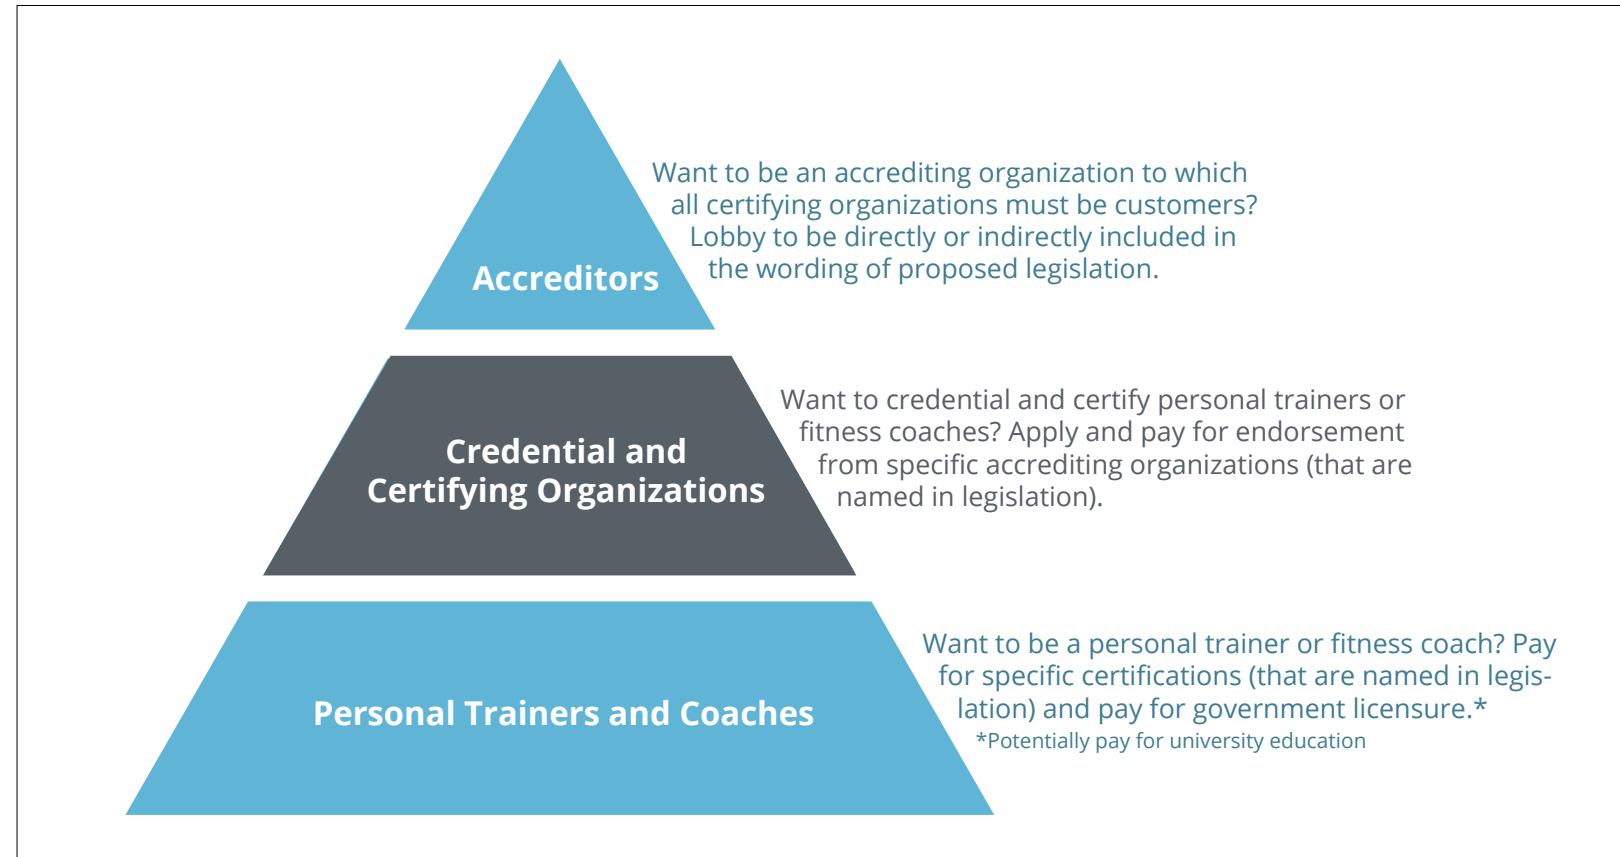 Want to be an accrediting organization to which
all certifying organizations must be customers?
Lobby to be directly or indirectly included in
the wording of proposed legislation.
Accreditors
Want to credential and certify personal trainers or
fitness coaches? Apply and pay for endorsement
from specific accrediting organizations (that are
named in legislation).
Credential and
Certifying Organizations
Want to be a personal trainer or fitness coach? Pay
for specific certifications (that are named in legis-
lation) and pay for government licensure.*
*Potentially pay for university education
Personal Trainers and Coaches